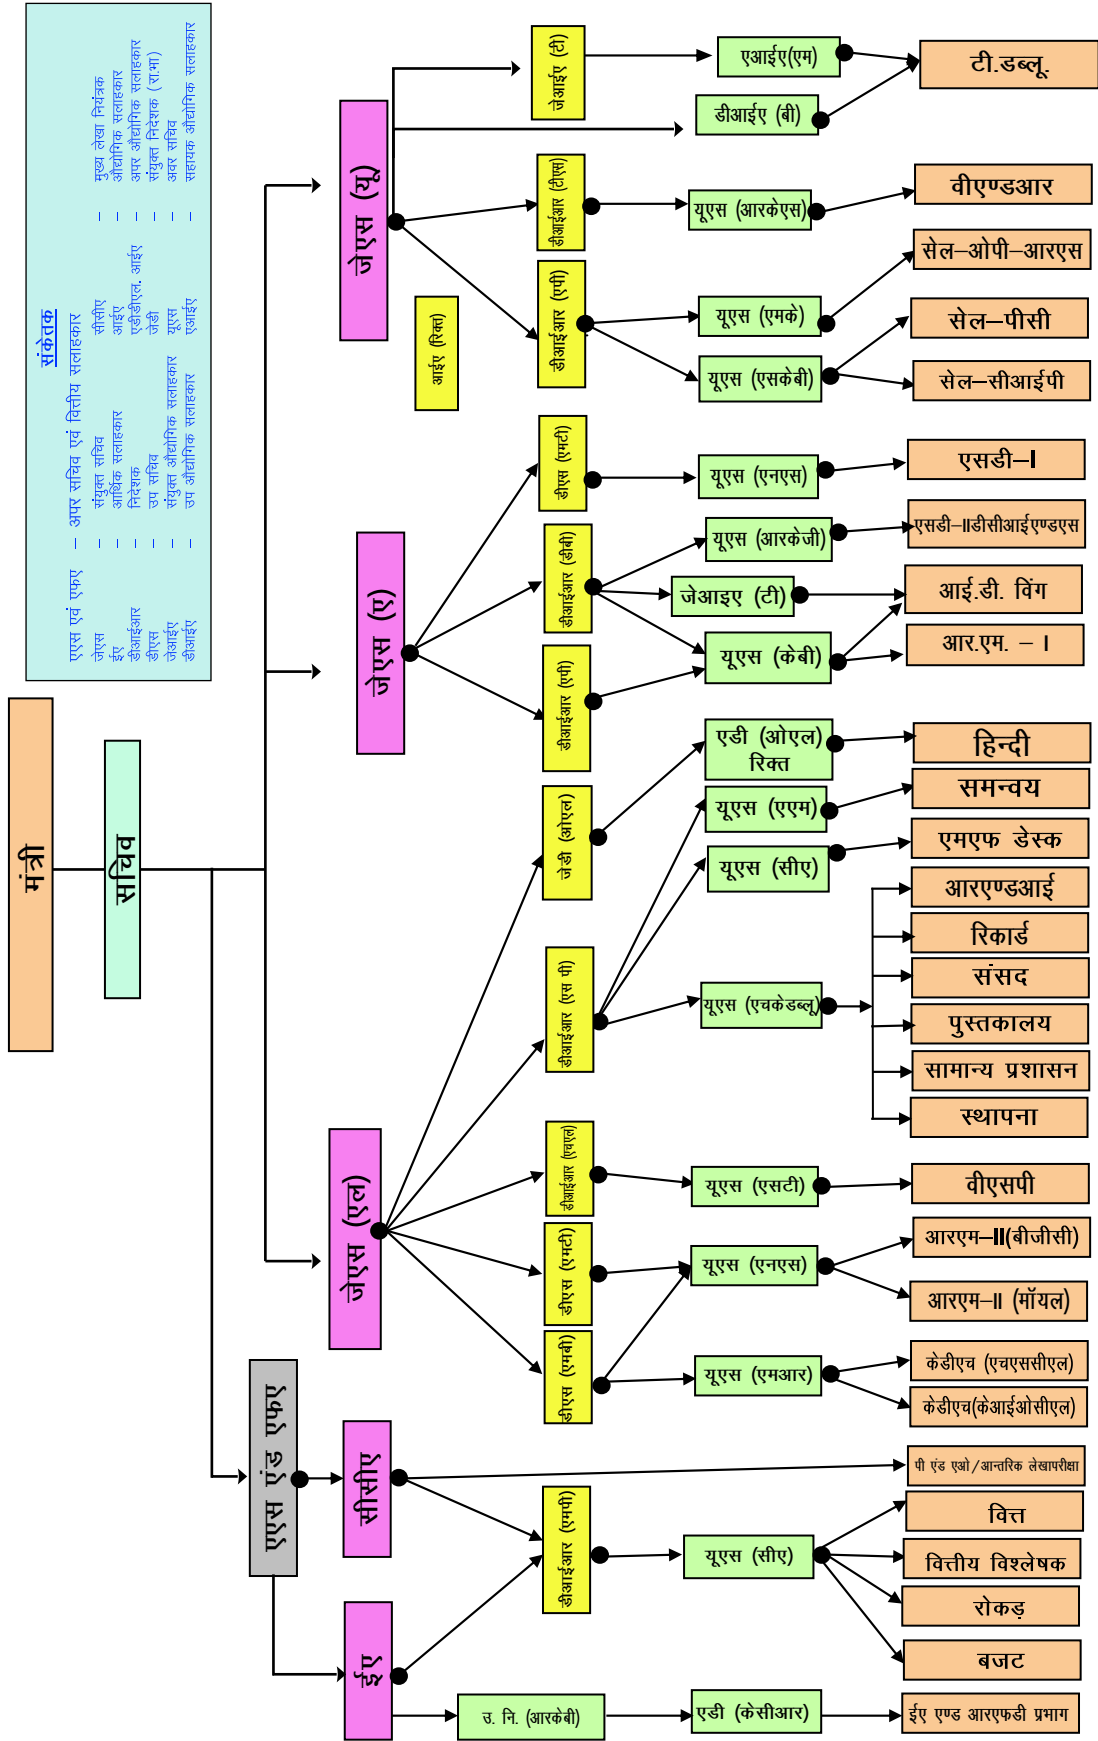 संकेतक
एएस एवं एफए – अपर सचिव एवं वित्तीय सलाहकार
जेएस – संयुक्त सचिव सीसीए – मुख्य लेखा नियंत्रक
ईए – आर्थिक सलाहकार आईए – औद्योगिक सलाहकार
डीआईआर – निदेशक एडीडीएल. आईए – अपर औद्योगिक सलाहकार
डीएस – उप सचिव जेडी – संयुक्त निदेशक (रा.भा)
जेआईए – संयुक्त औद्योगिक सलाहकार यूएस – अवर सचिव
डीआईए – उप औद्योगिक सलाहकार एआईए – सहायक औद्योगिक सलाहकार
मंत्री
सचिव
जेएस (यू)
जेआईए (टी)
एआईए(एम)
टी.डब्लू.
डीआईए (बी)
डीआईआर (टीएस)
यूएस (आरकेएस)
वीएण्डआर
आईए (रिक्त)
डीआईआर (एपी)
यूएस (एमके)
सेल–ओपी–आरएस
यूएस (एसकेबी)
सेल–पीसी
सेल–सीआईपी
जेएस (ए)
डीएस (एमटी)
यूएस (एनएस)
एसडी–I
डीआईआर (डीबी)
यूएस (आरकेजी)
एसडी–IIडीसीआईएण्डएस
जेआइए (टी)
आई.डी. विंग
डीआईआर (एपी)
यूएस (केबी)
आर.एम. – I
जेएस (एल)
जेडी (ओएल)
एडी (ओएल)
रिक्त
हिन्दी
डीआईआर (एस पी)
यूएस (एएम)
समन्वय
यूएस (सीए)
एमएफ डेस्क
यूएस (एचकेडब्लू)
आरएण्डआई
रिकार्ड
संसद
पुस्तकालय
सामान्य प्रशासन
स्थापना
डीआईआर (एचएल)
यूएस (एसटी)
वीएसपी
डीएस (एमटी)
यूएस (एनएस)
आरएम–II(बीजीसी)
आरएम–II (मॉयल)
डीएस (एमबी)
यूएस (एमआर)
केडीएच (एचएससीएल)
केडीएच(केआईओसीएल)
एएस एंड एफए
सीसीए
पी एंड एओ/आन्तरिक लेखापरीक्षा
डीआईआर (एमपी)
यूएस (सीए)
वित्त
वित्तीय विश्लेषक
रोकड़
बजट
ईए
उ. नि. (आरकेबी)
एडी (केसीआर)
ईए एण्ड आरएफडी प्रभाग